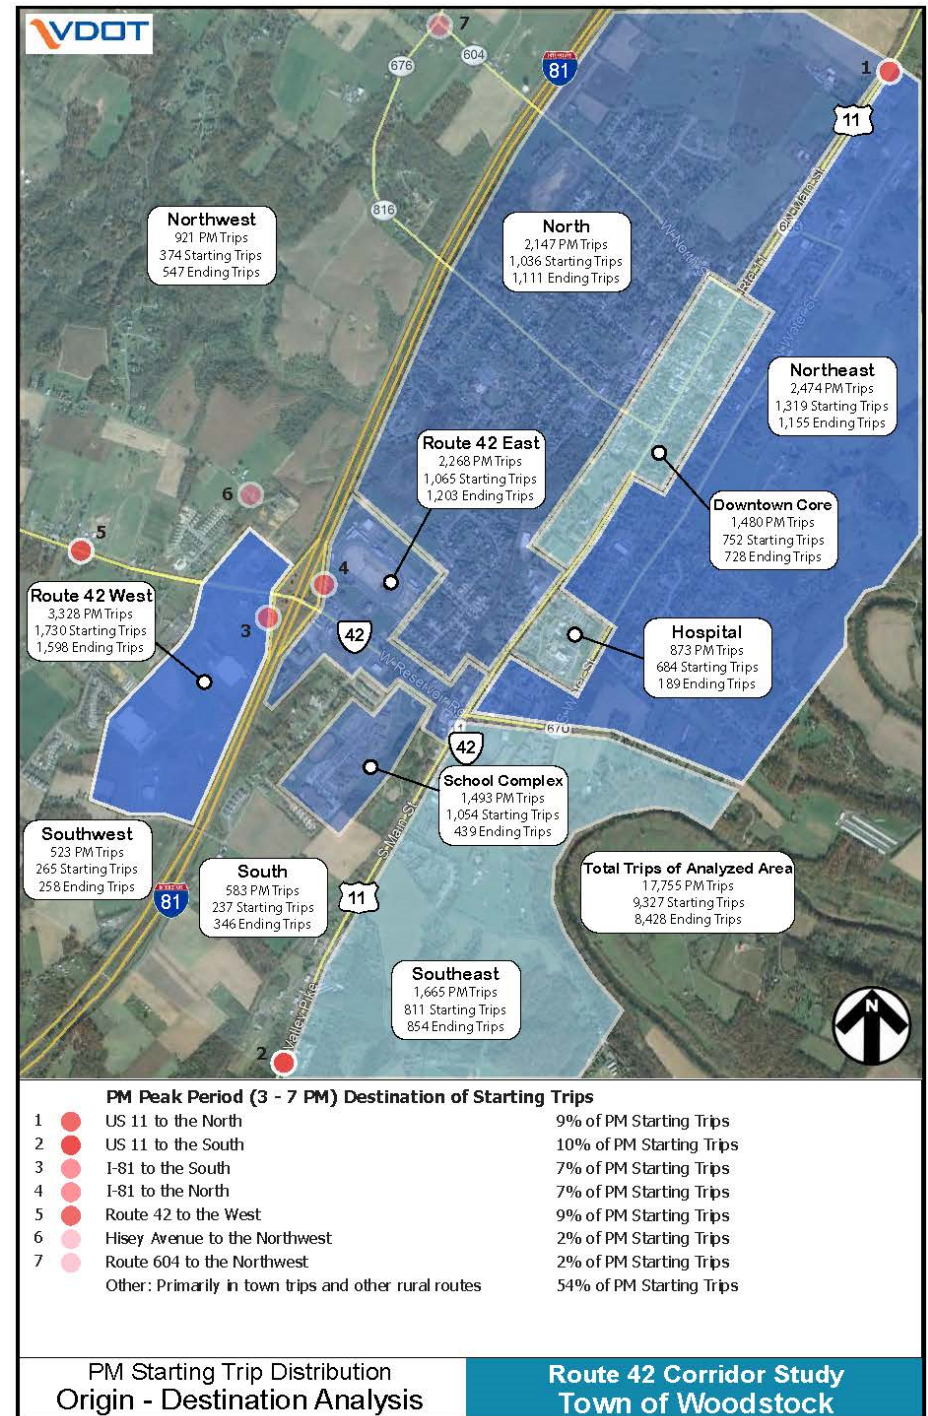 VDOT
7
604
676
81
1
11
816
Northwest
921 PM Trips
374 Starting Trips
547 Ending Trips
North
2,147 PM Trips
1,036 Starting Trips
1,111 Ending Trips
N Main St
W North St
Northeast
2,474 PM Trips
1,319 Starting Trips
1,155 Ending Trips
Route 42 East
2,268 PM Trips
1,065 Starting Trips
1,203 Ending Trips
6
Downtown Core
1,480 PM Trips
752 Starting Trips
728 Ending Trips
5
4
Route 42 West
3,328 PM Trips
1,730 Starting Trips
1,598 Ending Trips
3
42
Hospital
873 PM Trips
684 Starting Trips
189 Ending Trips
W Reservoir Rd
Water St
670
42
School Complex
1,493 PM Trips
1,054 Starting Trips
439 Ending Trips
S Main St
Southwest
523 PM Trips
265 Starting Trips
258 Ending Trips
South
583 PM Trips
237 Starting Trips
346 Ending Trips
81
11
Total Trips of Analyzed Area
17,755 PM Trips
9,327 Starting Trips
8,428 Ending Trips
Southeast
1,665 PM Trips
811 Starting Trips
854 Ending Trips
N
Valley Pike
2
PM Peak Period (3 - 7 PM) Destination of Starting Trips
1 US 11 to the North 9% of PM Starting Trips
2 US 11 to the South 10% of PM Starting Trips
3 I-81 to the South 7% of PM Starting Trips
4 I-81 to the North 7% of PM Starting Trips
5 Route 42 to the West 9% of PM Starting Trips
6 Hisey Avenue to the Northwest 2% of PM Starting Trips
7 Route 604 to the Northwest 2% of PM Starting Trips
Other: Primarily in town trips and other rural routes 54% of PM Starting Trips
PM Starting Trip Distribution
Origin - Destination Analysis
Route 42 Corridor Study
Town of Woodstock